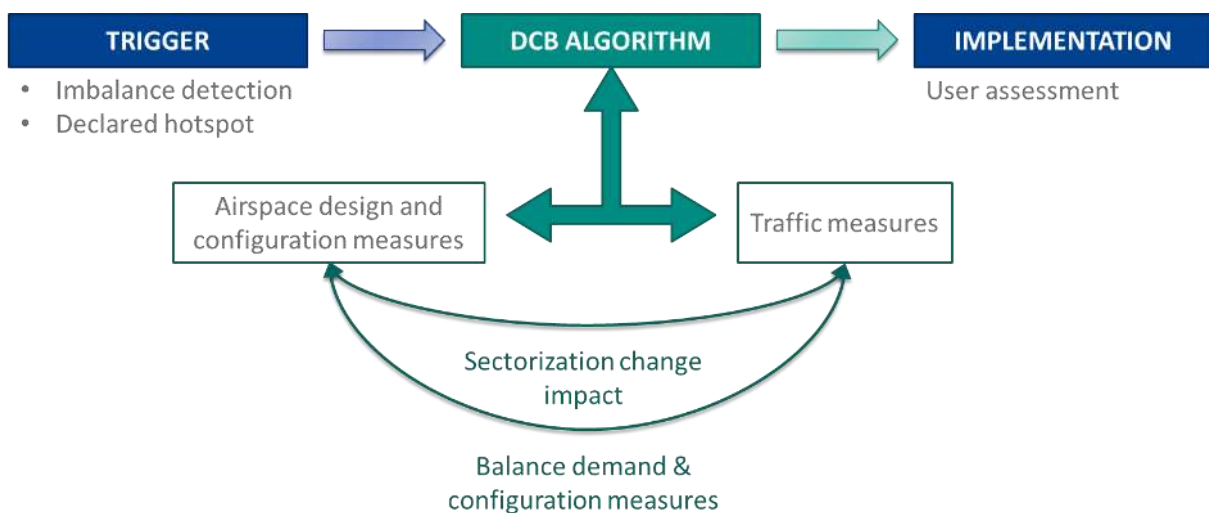 TRIGGER
DCB ALGORITHM
IMPLEMENTATION
• Imbalance detection
• Declared hotspot
User assessment
Airspace design and
configuration measures
Traffic measures
Sectorization change
impact
Balance demand &
configuration measures